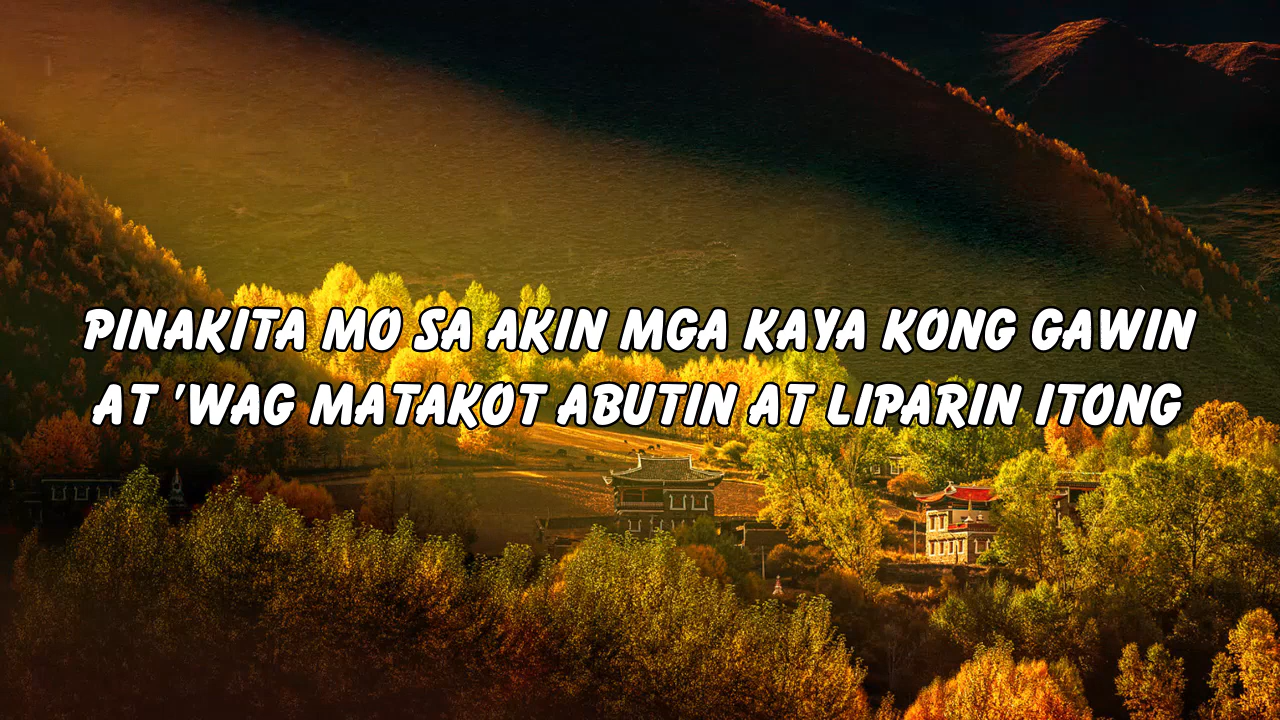 PINAKITA MO SA AKIN MGA KAYA KONG GAWIN
AT 'WAG MATAKOT ABUTIN AT LIPARIN ITONG